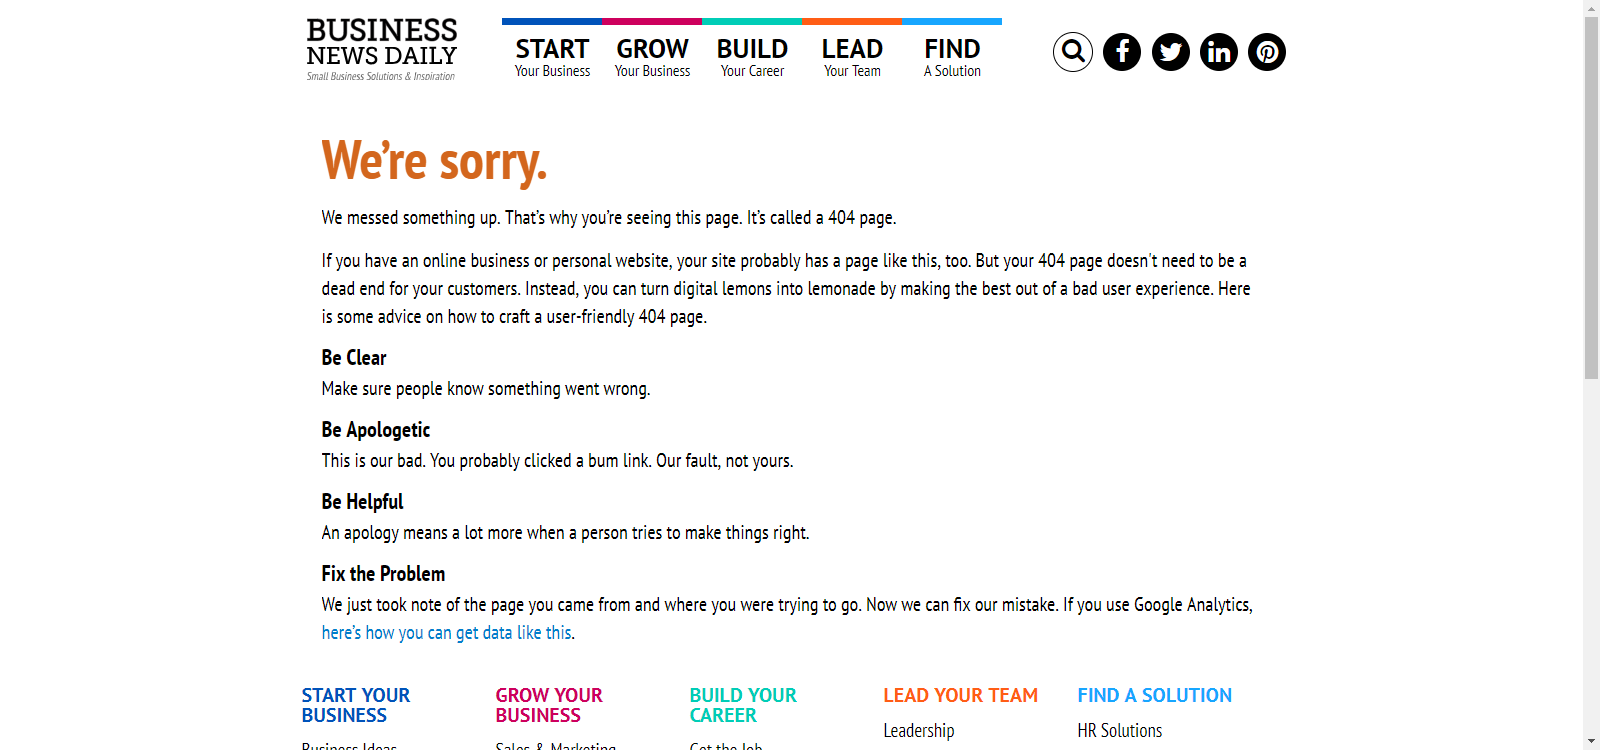 BUSINESS
NEWS DAILY
Small Business Solutions & Inspiration
START
Your Business
GROW
Your Business
BUILD
Your Career
LEAD
Your Team
FIND
A Solution
We’re sorry.
We messed something up. That’s why you’re seeing this page. It’s called a 404 page.
If you have an online business or personal website, your site probably has a page like this, too. But your 404 page doesn't need to be a
dead end for your customers. Instead, you can turn digital lemons into lemonade by making the best out of a bad user experience. Here
is some advice on how to craft a user-friendly 404 page.
Be Clear
Make sure people know something went wrong.
Be Apologetic
This is our bad. You probably clicked a bum link. Our fault, not yours.
Be Helpful
An apology means a lot more when a person tries to make things right.
Fix the Problem
We just took note of the page you came from and where you were trying to go. Now we can fix our mistake. If you use Google Analytics,
here’s how you can get data like this.
START YOUR
BUSINESS
Business Ideas
GROW YOUR
BUSINESS
Sales & Marketing
BUILD YOUR
CAREER
Get the Job
LEAD YOUR TEAM
Leadership
FIND A SOLUTION
HR Solutions